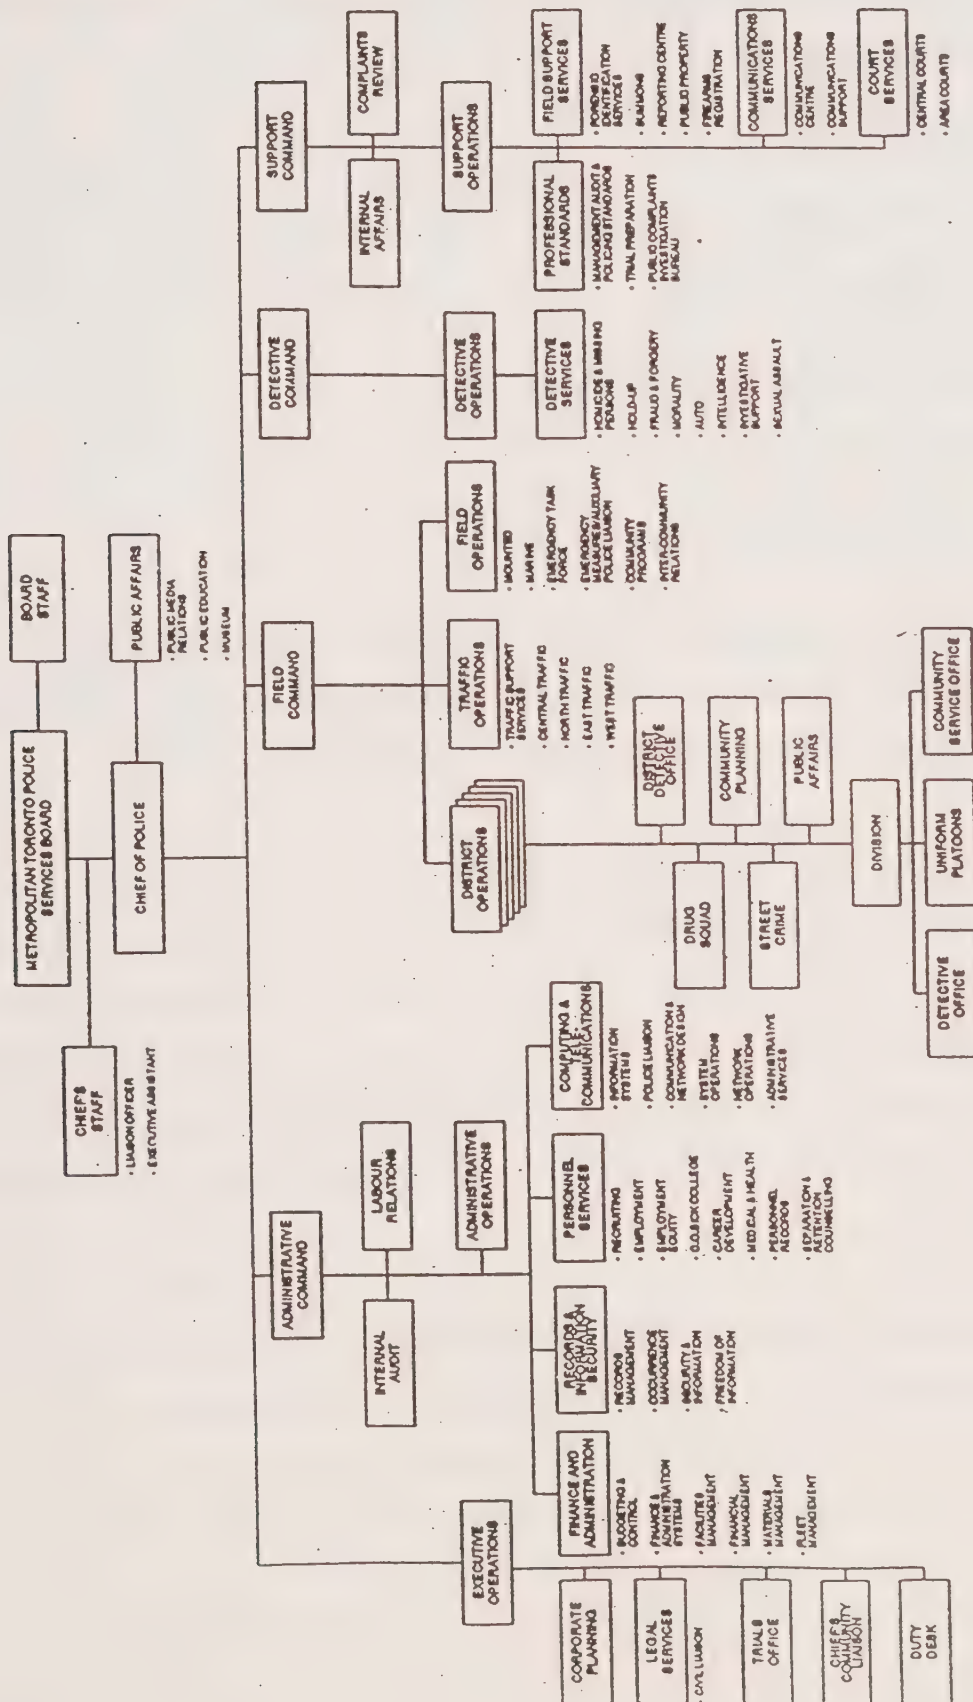 METROPOLITAN TORONTO POLICE
SERVICES BOARD
BOARD
STAFF
CHIEF'S
STAFF
• LIAISON OFFICER
• EXECUTIVE ASSISTANT
CHIEF OF POLICE
PUBLIC AFFAIRS
• PUBLIC MEDIA
RELATIONS
• PUBLIC EDUCATION
• MUSEUM
EXECUTIVE
OPERATIONS
CORPORATE
PLANNING
LEGAL
SERVICES
• CIVIL LIAISON
TRIALS
OFFICE
CHIEF'S
COMMUNITY
LIAISON
DUTY
DESK
ADMINISTRATIVE
COMMAND
INTERNAL
AUDIT
LABOUR
RELATIONS
ADMINISTRATIVE
OPERATIONS
FINANCE AND
ADMINISTRATION
• BUDGETING &
CONTROL
• FINANCE &
ADMINISTRATION
SYSTEMS
• FACILITIES
MANAGEMENT
• FINANCIAL
MANAGEMENT
• MATERIALS
MANAGEMENT
• FLEET
MANAGEMENT
RECORDS &
INFORMATION
SECURITY
• RECORDS
MANAGEMENT
• OCCURRENCE
MANAGEMENT
• SECURITY &
INFORMATION
• FREEDOM OF
INFORMATION
PERSONNEL
SERVICES
• RECRUITING
• EMPLOYMENT
• EMPLOYMENT
EQUITY
• C.O. BICK COLLEGE
• CAREER
DEVELOPMENT
• MEDICAL & HEALTH
• PERSONNEL
RECORDS
• SEPARATION &
RETENTION
COUNSELLING
COMPUTING &
TELE-
COMMUNICATIONS
• INFORMATION
SYSTEMS
• POLICE LIAISON
• COMMUNICATIONS &
NETWORK DESIGN
• SYSTEM
OPERATIONS
• NETWORK
OPERATIONS
• ADMINISTRATIVE
SERVICES
FIELD
COMMAND
DISTRICT
OPERATIONS
DISTRICT
DETECTIVE
OFFICE
DRUG
SQUAD
COMMUNITY
PLANNING
STREET
CRIME
PUBLIC
AFFAIRS
DIVISION
DETECTIVE
OFFICE
UNIFORM
PLATOONS
COMMUNITY
SERVICE OFFICE
TRAFFIC
OPERATIONS
• TRAFFIC SUPPORT
SERVICES
• CENTRAL TRAFFIC
• NORTH TRAFFIC
• EAST TRAFFIC
• WEST TRAFFIC
FIELD
OPERATIONS
• MOUNTED
• MARINE
• EMERGENCY TASK
FORCE
• EMERGENCY
MEASURES/AUXILIARY
POLICE LIAISON
• COMMUNITY
PROGRAMS
• INTER-COMMUNITY
RELATIONS
DETECTIVE
COMMAND
DETECTIVE
OPERATIONS
DETECTIVE
SERVICES
• HOMICIDE & MISSING
PERSONS
• HOLD-UP
• FRAUD & FORGERY
• MORALITY
• AUTO
• INTELLIGENCE
• INVESTIGATIVE
SUPPORT
• SEXUAL ASSAULT
SUPPORT
COMMAND
INTERNAL
AFFAIRS
COMPLAINTS
REVIEW
SUPPORT
OPERATIONS
PROFESSIONAL
STANDARDS
• MANAGEMENT AUDIT &
POLICING STANDARDS
• TRIAL PREPARATION
• PUBLIC COMPLAINTS
INVESTIGATION
BUREAU
FIELD SUPPORT
SERVICES
• FORENSIC
IDENTIFICATION
SERVICE
• SUMMONS
• REPORTING CENTRE
• PUBLIC PROPERTY
• FIREARMS
REGISTRATION
COMMUNICATIONS
SERVICES
• COMMUNICATIONS
CENTRE
• COMMUNICATIONS
SUPPORT
COURT
SERVICES
• CENTRAL COURTS
• AREA COURTS